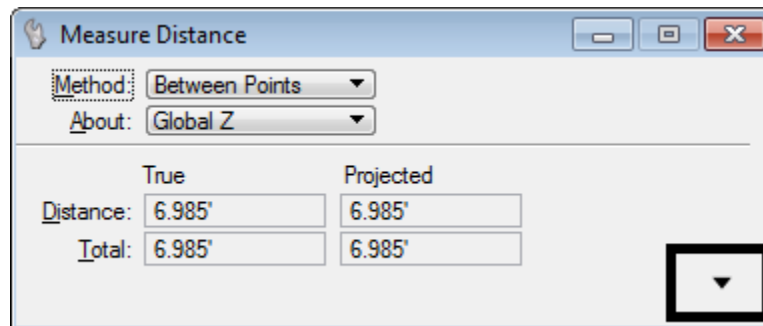 Measure Distance
Method: Between Points
About: Global Z
True Projected
Distance: 6.985' 6.985'
Total: 6.985' 6.985'